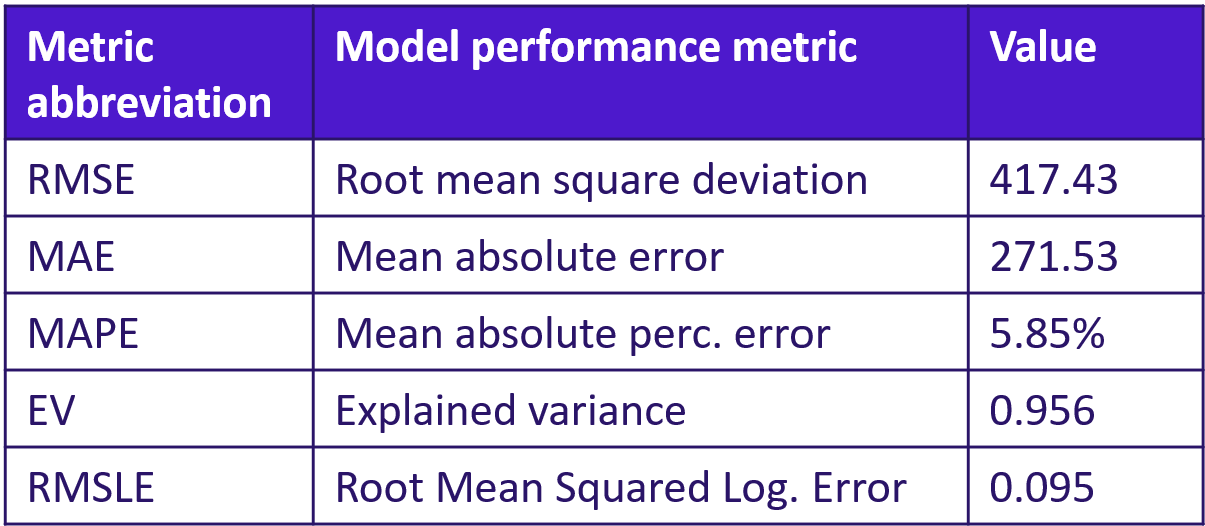 Metric abbreviation Model performance metric Value
RMSE Root mean square deviation 417.43
MAE Mean absolute error 271.53
MAPE Mean absolute perc. error 5.85%
EV Explained variance 0.956
RMSLE Root Mean Squared Log. Error 0.095